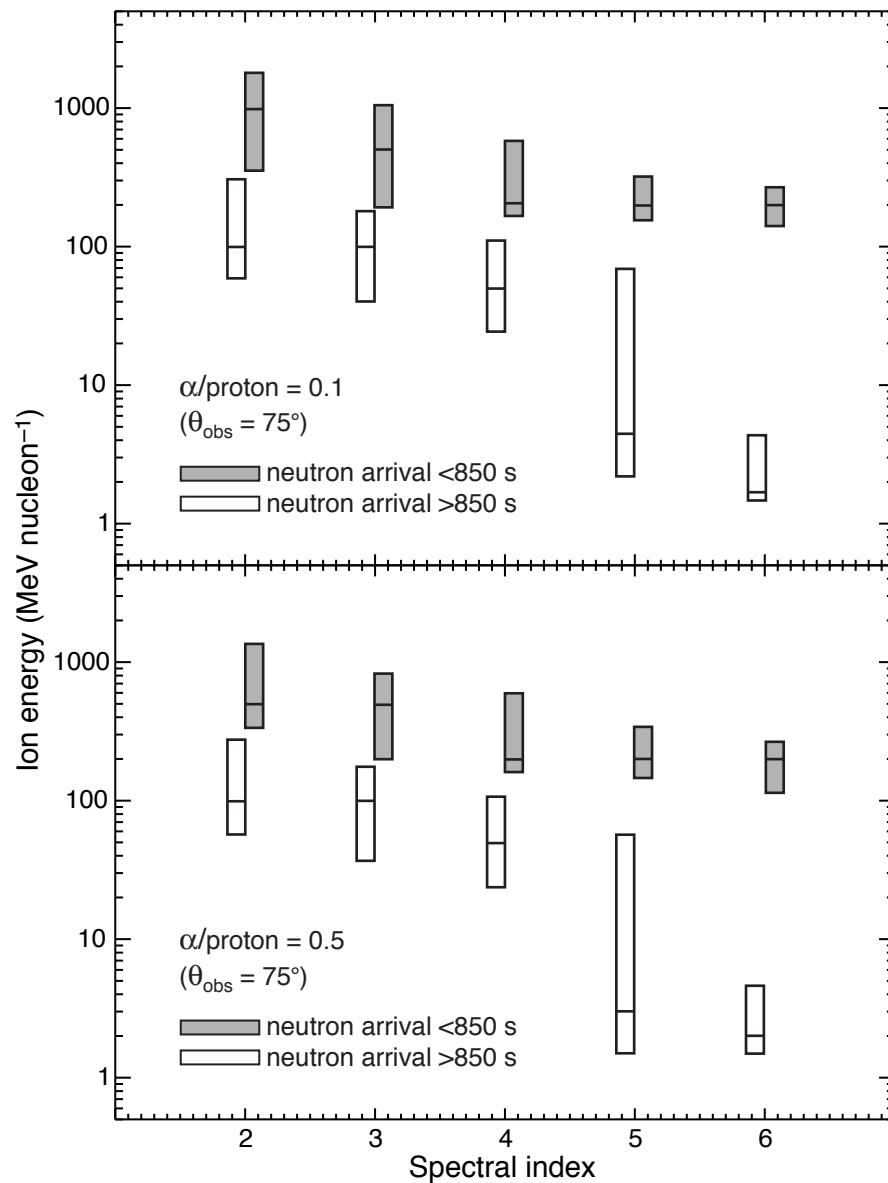 1000
100
10
α/proton = 0.1
(θobs = 75°)
neutron arrival <850 s
neutron arrival >850 s
1
Ion energy (MeV nucleon⁻¹)
1000
100
10
α/proton = 0.5
(θobs = 75°)
neutron arrival <850 s
neutron arrival >850 s
1
2 3 4 5 6
Spectral index